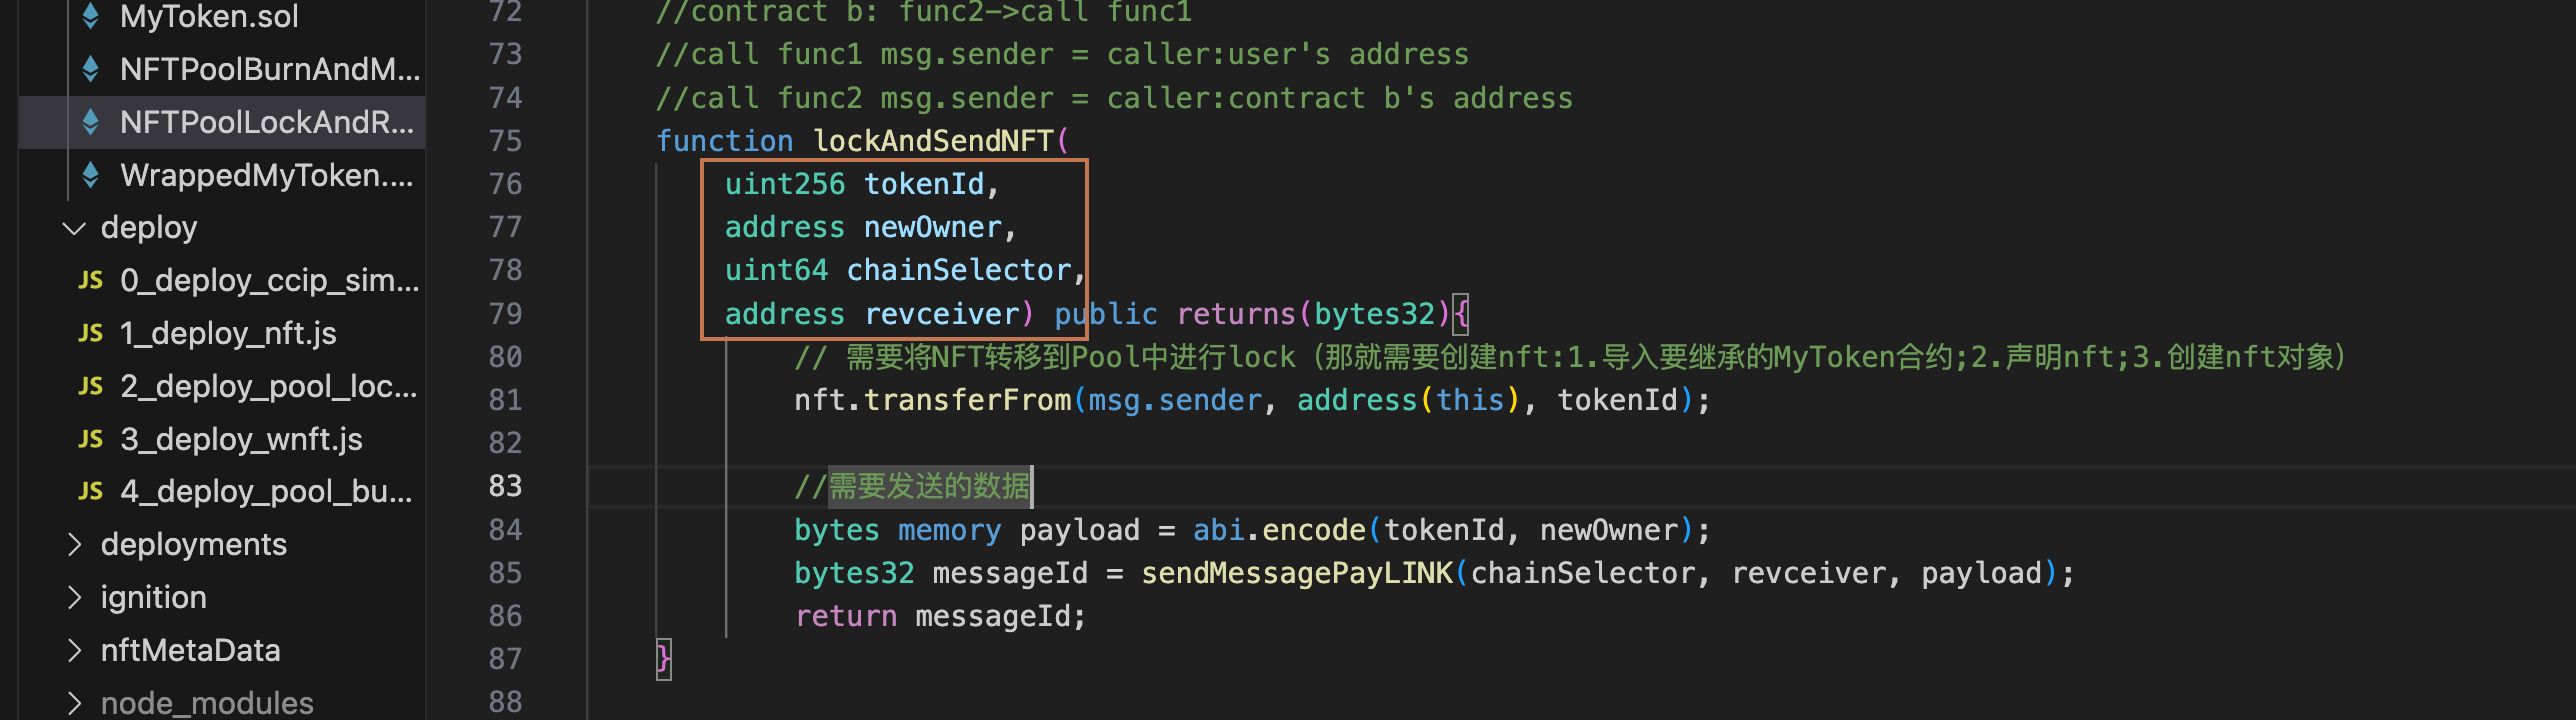 MyToken.sol
NFTPoolBurnAndM...
NFTPoolLockAndR...
WrappedMyToken....
deploy
JS 0_deploy_ccip_sim...
JS 1_deploy_nft.js
JS 2_deploy_pool_loc...
JS 3_deploy_wnft.js
JS 4_deploy_pool_bu...
deployments
ignition
nftMetaData
node_modules
72 //contract b: func2->call func1
73 //call func1 msg.sender = caller:user's address
74 //call func2 msg.sender = caller:contract b's address
75 function lockAndSendNFT(
76 uint256 tokenId,
77 address newOwner,
78 uint64 chainSelector,
79 address revceiver) public returns(bytes32){
80 // 需要将NFT转移到Pool中进行lock（那就需要创建nft:1.导入要继承的MyToken合约;2.声明nft;3.创建nft对象）
81 nft.transferFrom(msg.sender, address(this), tokenId);
82
83 //需要发送的数据
84 bytes memory payload = abi.encode(tokenId, newOwner);
85 bytes32 messageId = sendMessagePayLINK(chainSelector, revceiver, payload);
86 return messageId;
87 }
88